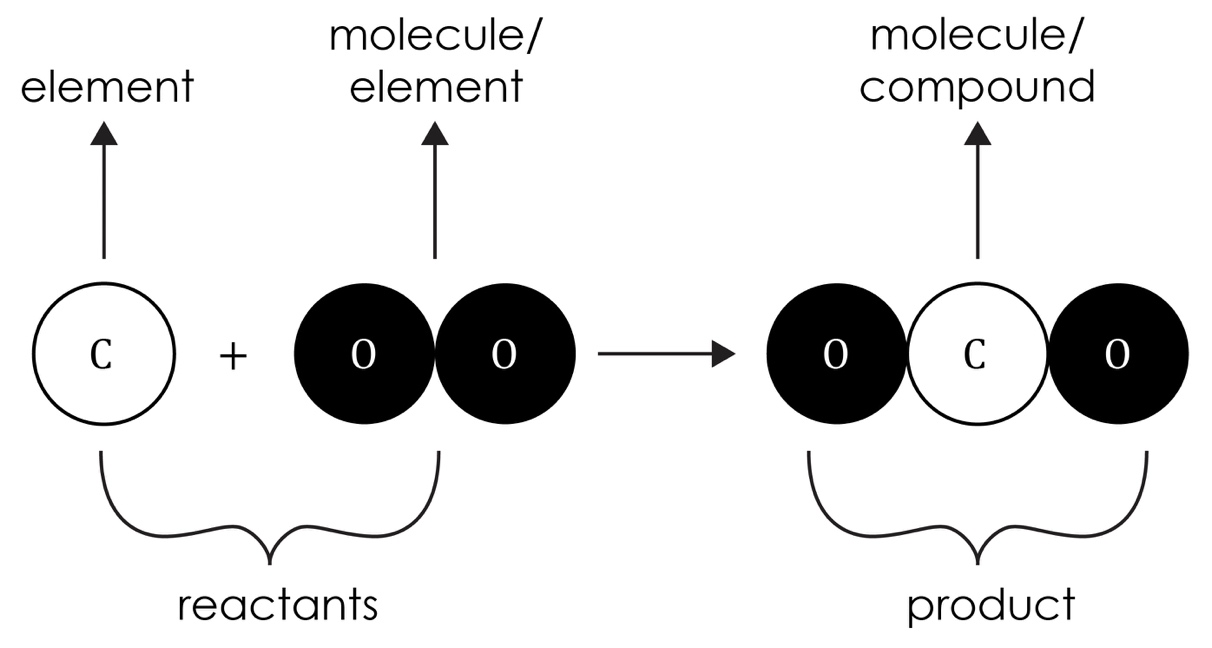 element
molecule/
element
molecule/
compound
C + O O O C O
reactants
product